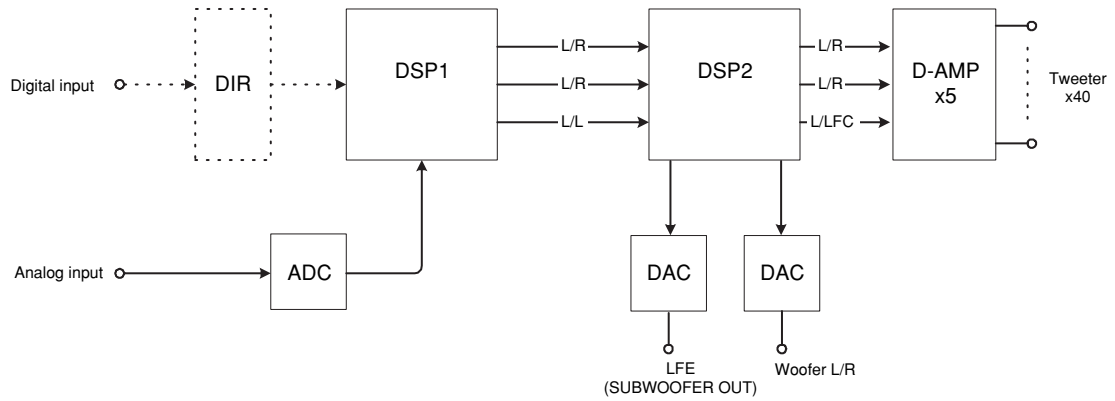 Digital input
DIR
DSP1
L/R
L/R
L/L
DSP2
L/R
L/R
L/LFC
D-AMP
x5
Tweeter
x40
Analog input
ADC
DAC
DAC
LFE
(SUBWOOFER OUT)
Woofer L/R